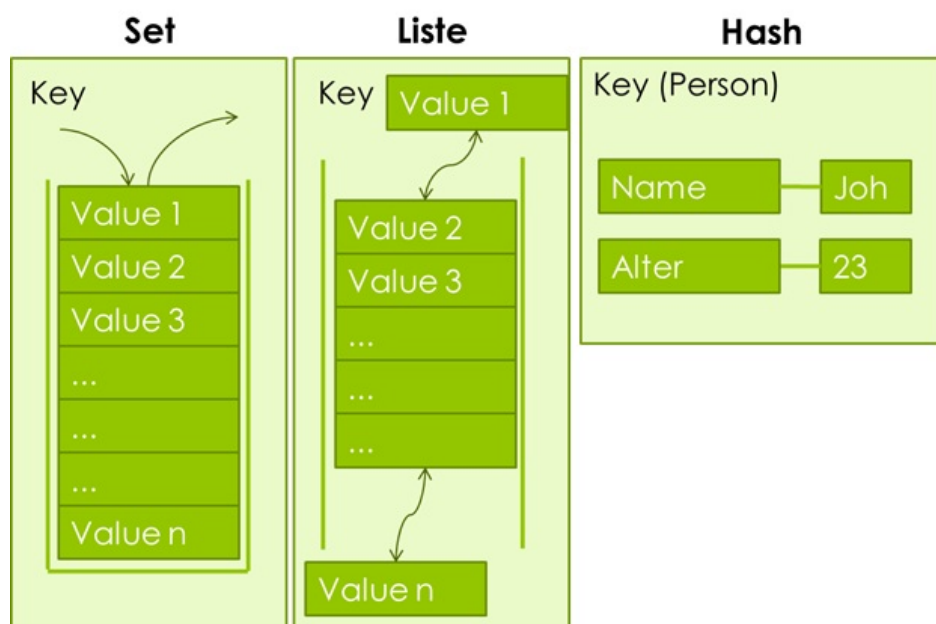 Set
Key
Value 1
Value 2
Value 3
...
...
...
Value n
Liste
Key
Value 1
Value 2
Value 3
...
...
...
Value n
Hash
Key (Person)
Name
Joh
Alter
23